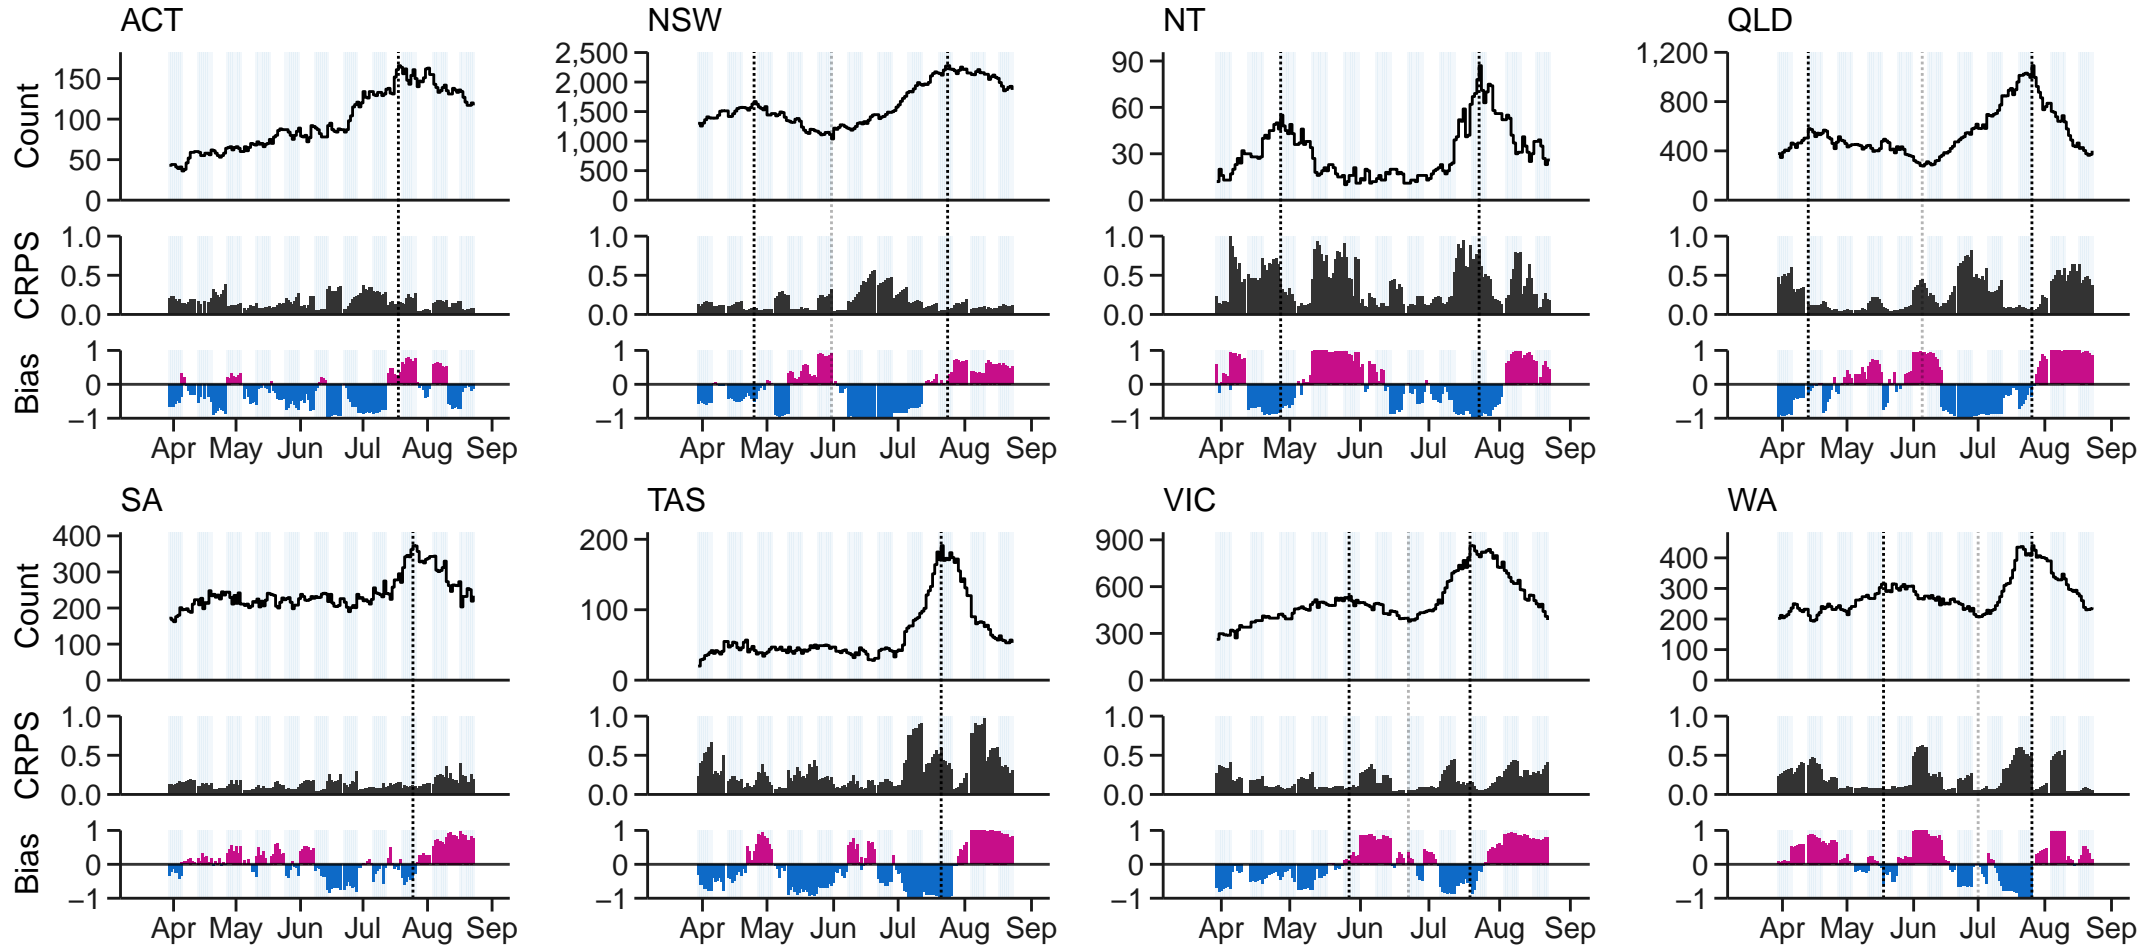 ACT NSW NT QLD
Count 150 100 50 0 2,500 2,000 1,500 1,000 500 0 90 60 30 0 1,200 800 400 0
CRPS 1.0 0.5 0.0 1.0 0.5 0.0 1.0 0.5 0.0 1.0 0.5 0.0
Bias 1 0 −1 1 0 −1 1 0 −1 1 0 −1
Apr May Jun Jul Aug Sep Apr May Jun Jul Aug Sep Apr May Jun Jul Aug Sep Apr May Jun Jul Aug Sep
SA TAS VIC WA
Count 400 300 200 100 0 200 100 0 900 600 300 0 400 300 200 100 0
CRPS 1.0 0.5 0.0 1.0 0.5 0.0 1.0 0.5 0.0 1.0 0.5 0.0
Bias 1 0 −1 1 0 −1 1 0 −1 1 0 −1
Apr May Jun Jul Aug Sep Apr May Jun Jul Aug Sep Apr May Jun Jul Aug Sep Apr May Jun Jul Aug Sep